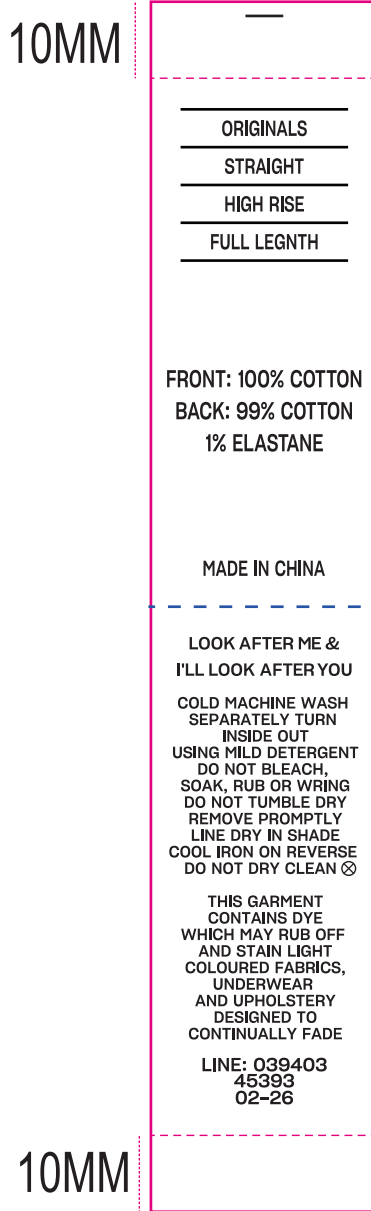 10MM
ORIGINALS
STRAIGHT
HIGH RISE
FULL LEGNTH
FRONT: 100% COTTON
BACK: 99% COTTON
1% ELASTANE
MADE IN CHINA
LOOK AFTER ME &
I'LL LOOK AFTER YOU
COLD MACHINE WASH
SEPARATELY TURN
INSIDE OUT
USING MILD DETERGENT
DO NOT BLEACH,
SOAK, RUB OR WRING
DO NOT TUMBLE DRY
REMOVE PROMPTLY
LINE DRY IN SHADE
COOL IRON ON REVERSE
DO NOT DRY CLEAN
THIS GARMENT
CONTAINS DYE
WHICH MAY RUB OFF
AND STAIN LIGHT
COLOURED FABRICS,
UNDERWEAR
AND UPHOLSTERY
DESIGNED TO
CONTINUALLY FADE
LINE: 039403
45393
02-26
10MM